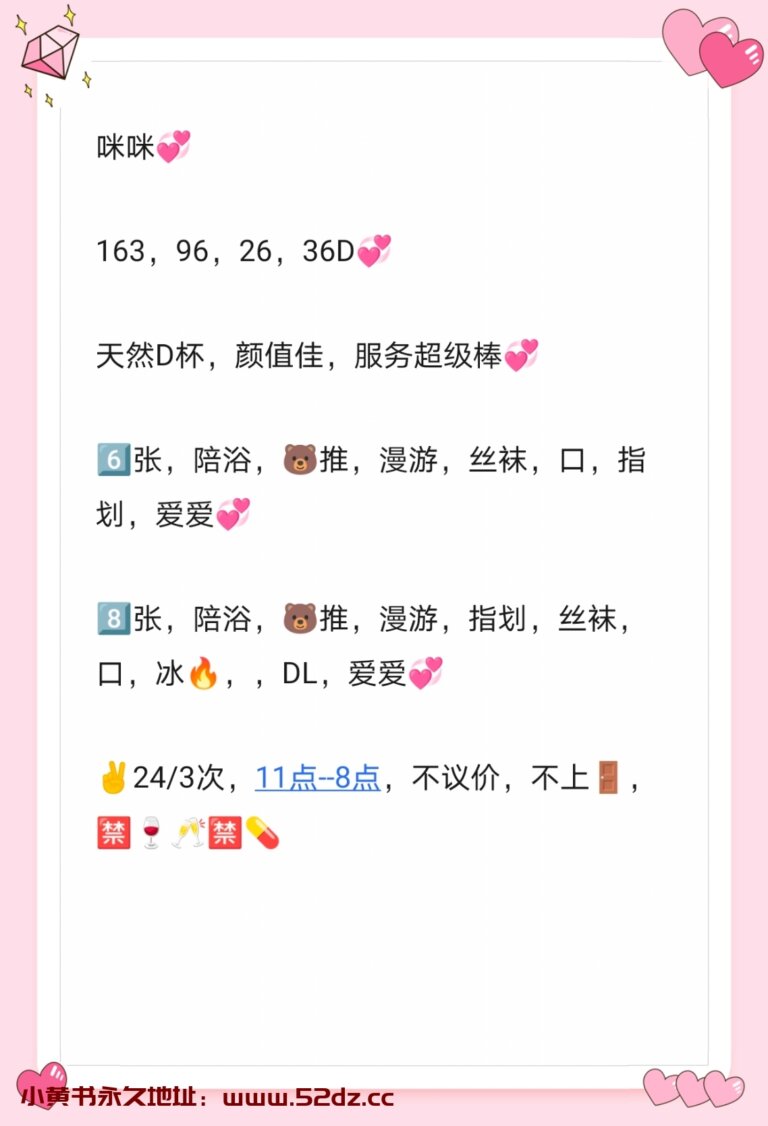 咪咪💞
163，96，26，36D💞
天然D杯，颜值佳，服务超级棒💞
6️⃣张，陪浴，🐻推，漫游，丝袜，口，指
划，爱爱💞
8️⃣张，陪浴，🐻推，漫游，指划，丝袜，
口，冰🔥，，DL，爱爱💞
✌️24/3次，11点--8点，不议价，不上🚪，
🈲🍷🥂🈲💊
小黄书永久地址：www.52dz.cc